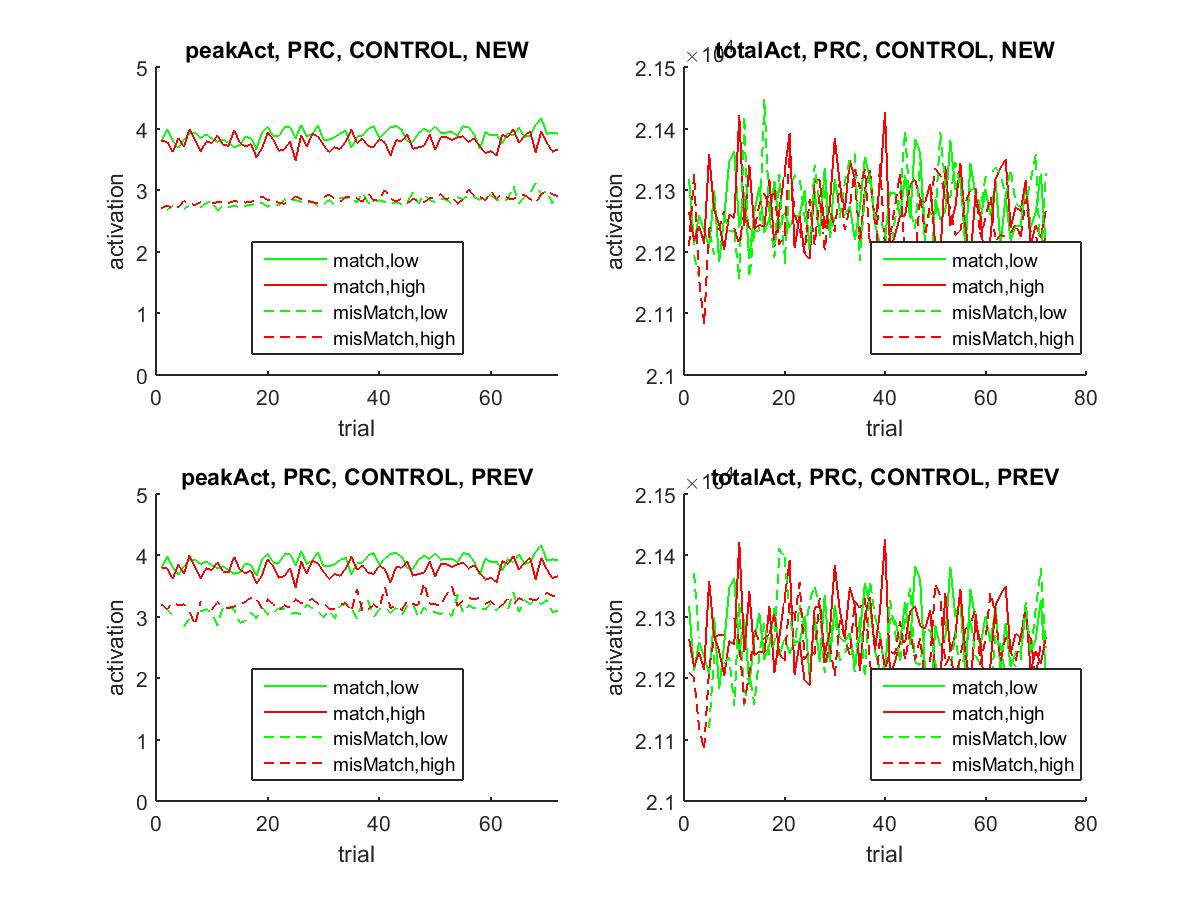 peakAct, PRC, CONTROL, NEW
5
4
3
2
1
0
activation
match,low
match,high
misMatch,low
misMatch,high
0 20 40 60
trial
×10⁴
totalAct, PRC, CONTROL, NEW
2.15
2.14
2.13
2.12
2.11
2.1
activation
match,low
match,high
misMatch,low
misMatch,high
0 20 40 60 80
trial
peakAct, PRC, CONTROL, PREV
5
4
3
2
1
0
activation
match,low
match,high
misMatch,low
misMatch,high
0 20 40 60
trial
×10⁴
totalAct, PRC, CONTROL, PREV
2.15
2.14
2.13
2.12
2.11
2.1
activation
match,low
match,high
misMatch,low
misMatch,high
0 20 40 60 80
trial